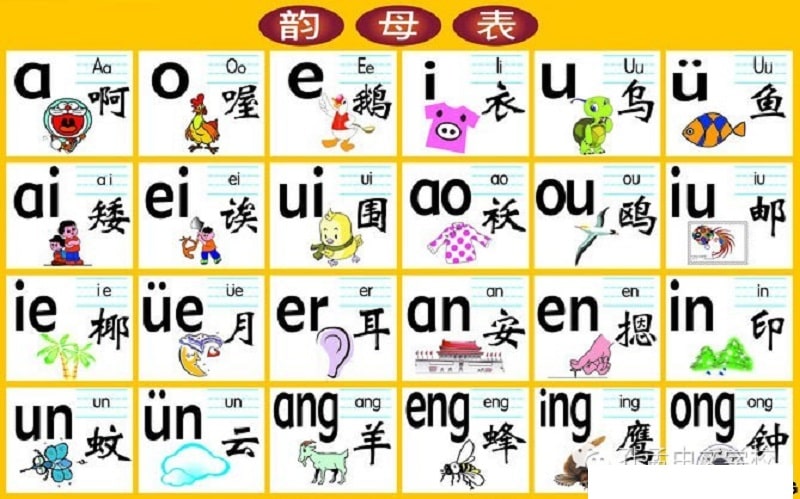 韵 母 表
a Aa 啊
o Oo 喔
e Ee 鹅
i Ii 衣
u Uu 乌
ü Uu 鱼
ai ai 矮
ei ei 诶
ui ui 围
ao ao 袄
ou ou 鸥
iu iu 邮
ie ie 椰
üe üe 月
er er 耳
an an 安
en en 摁
in in 印
un un 蚊
ün un 云
ang ang 羊
eng eng 蜂
ing ing 鹰
ong ong 钟